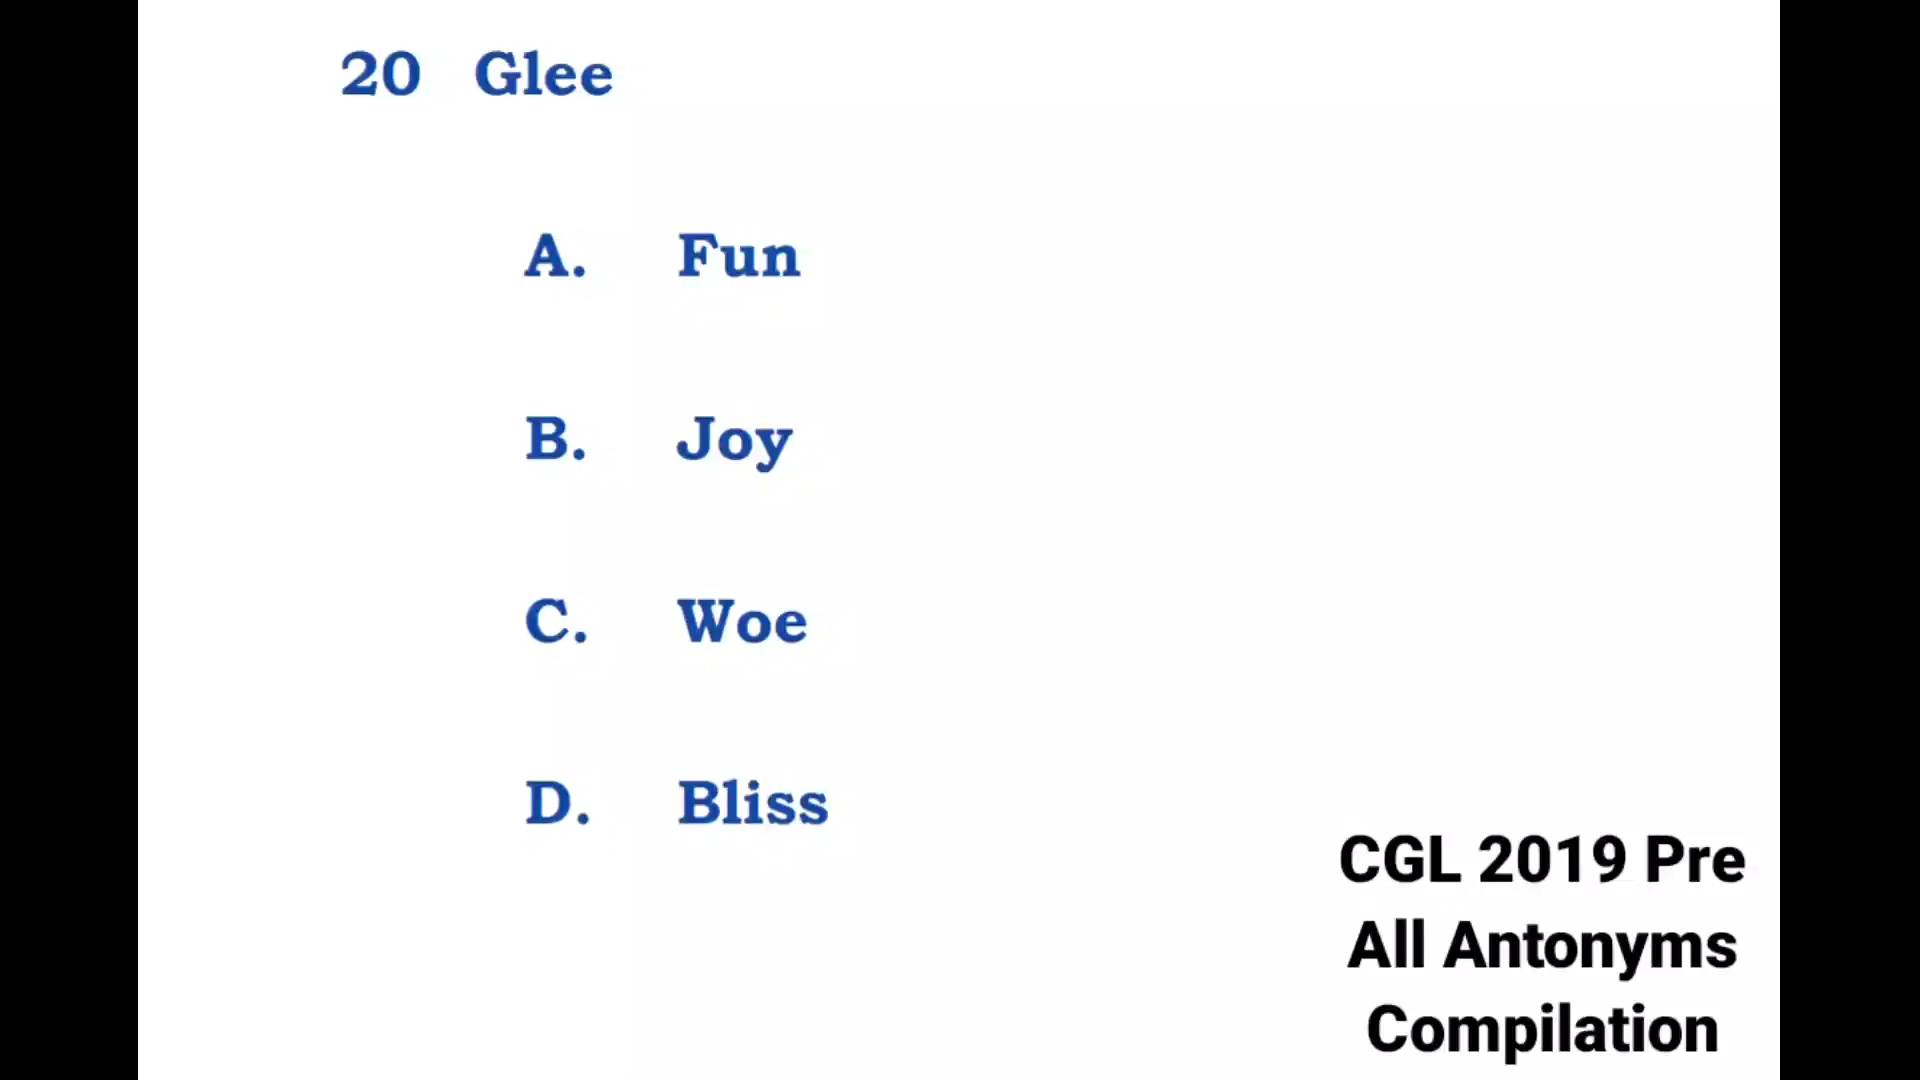 20 Glee
A. Fun
B. Joy
C. Woe
D. Bliss
CGL 2019 Pre
All Antonyms
Compilation